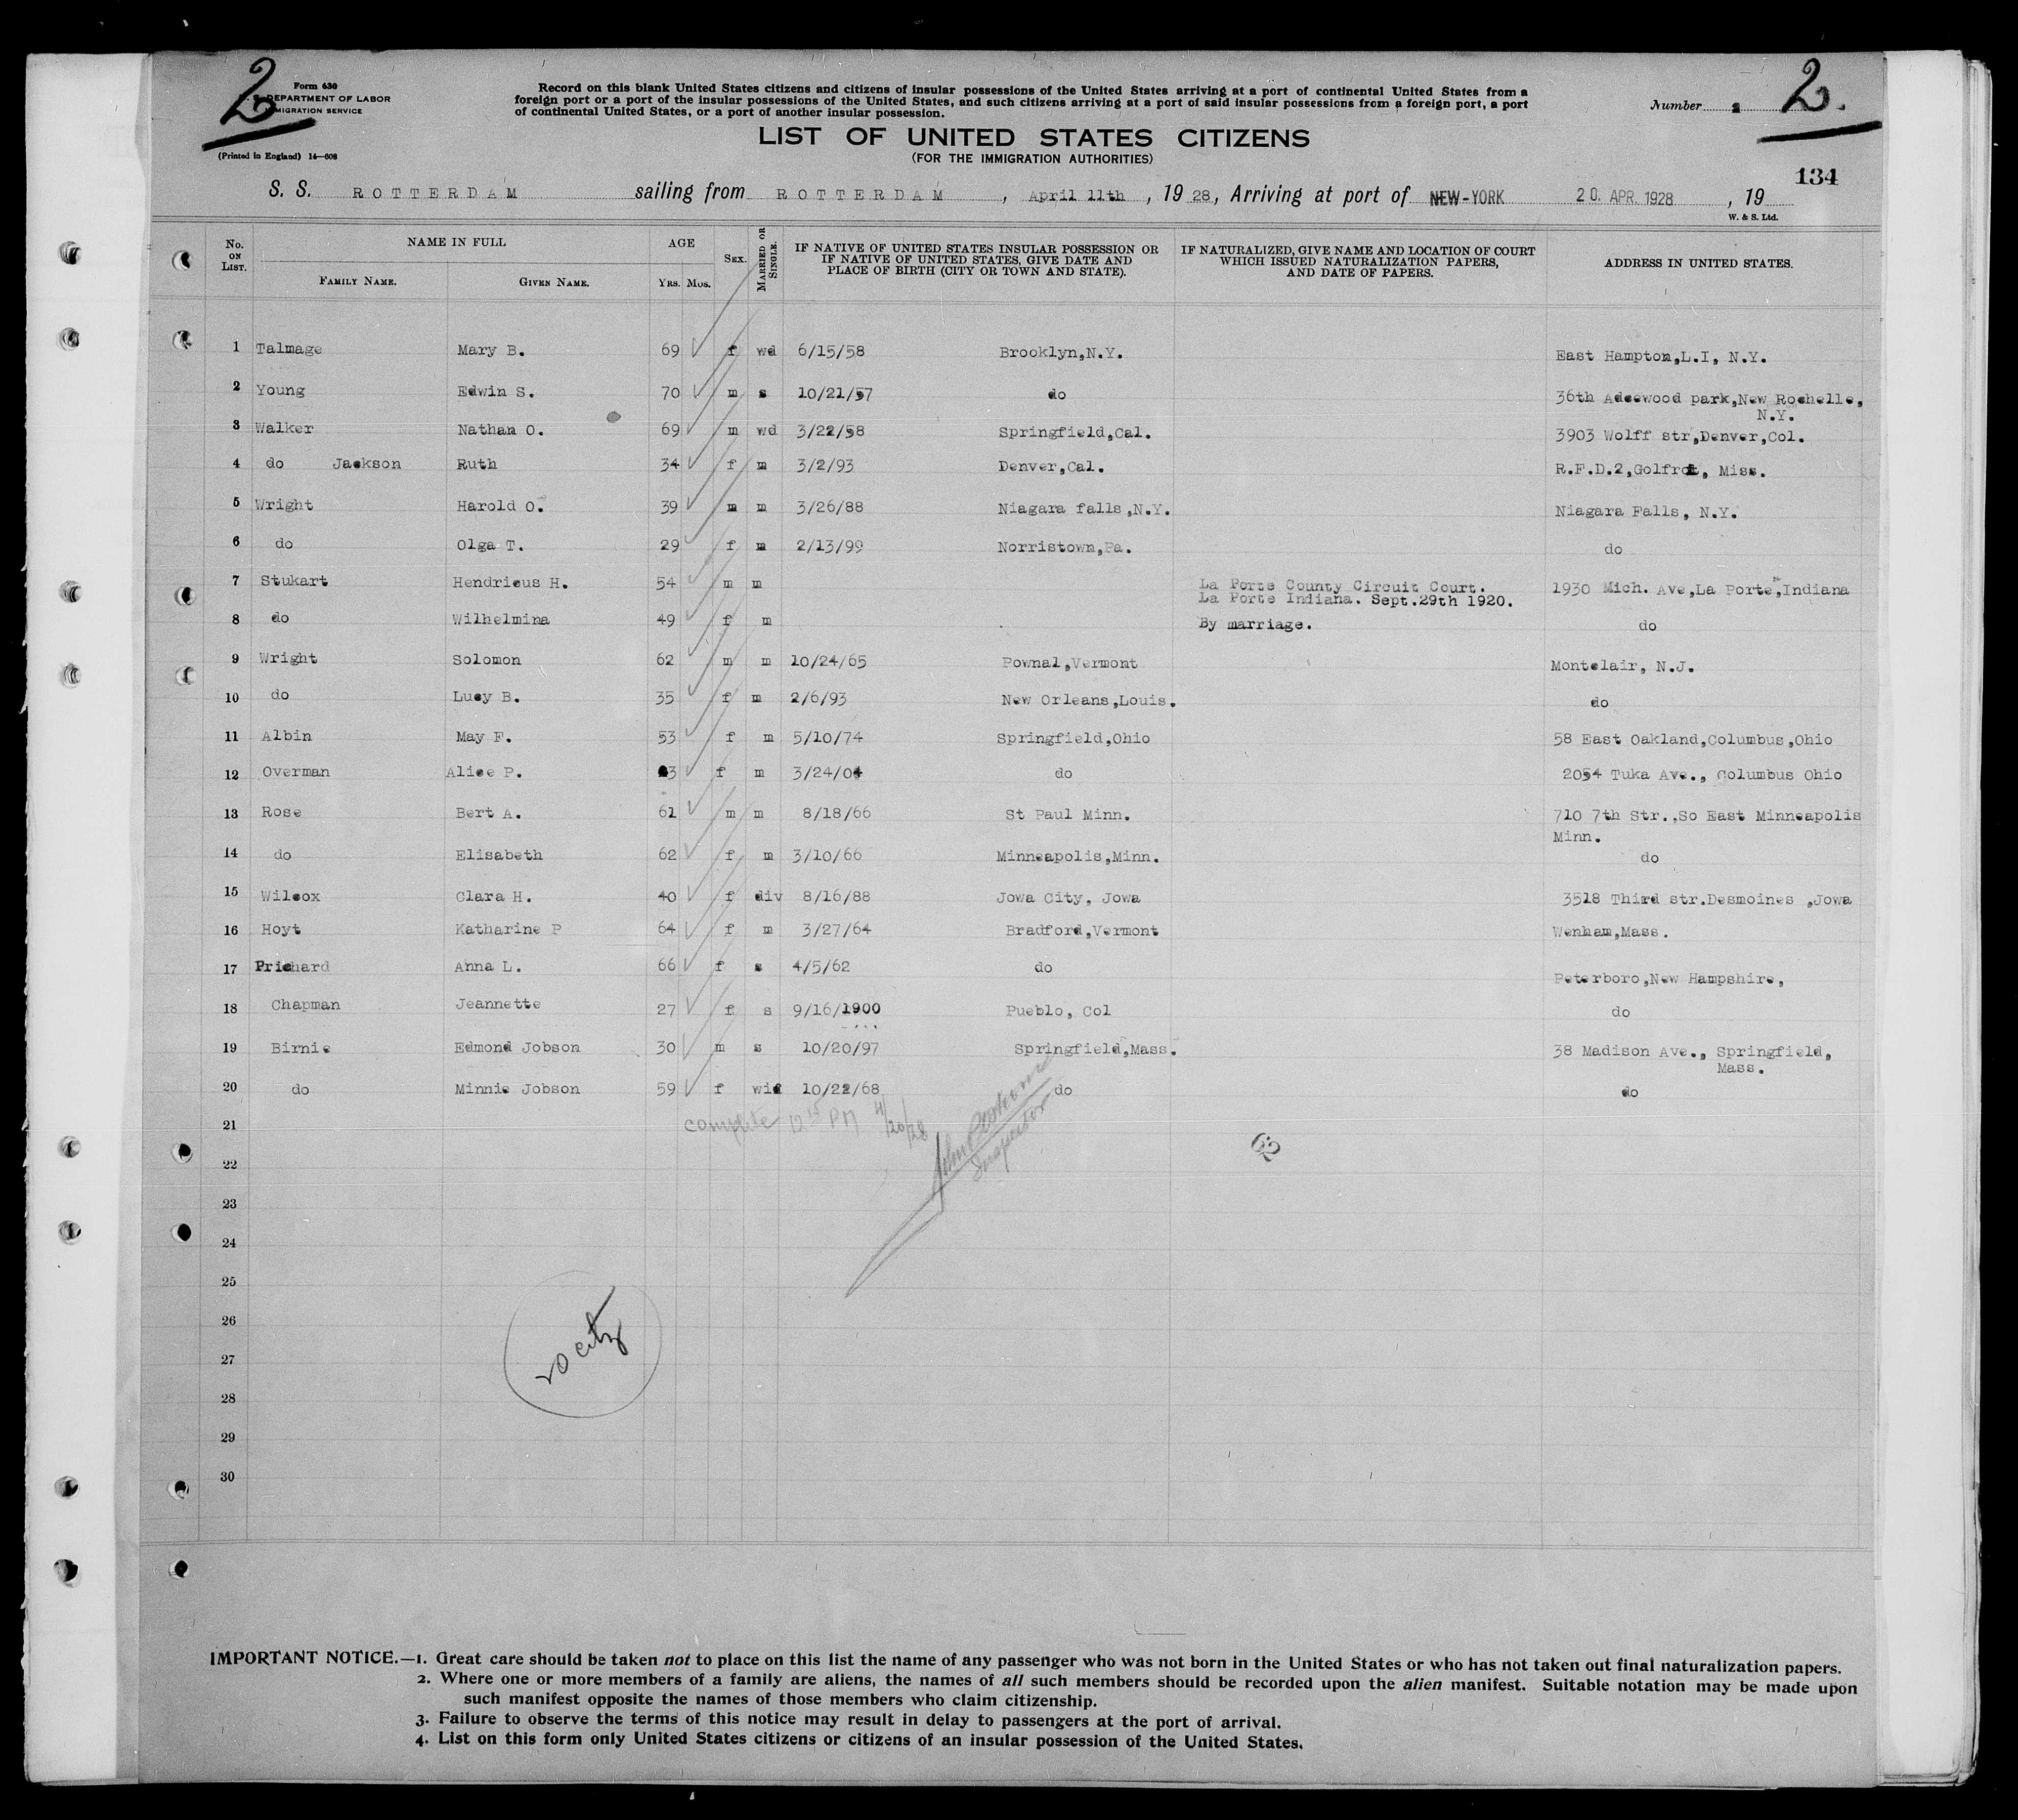 2
2.
Form 630
DEPARTMENT OF LABOR
IMMIGRATION SERVICE
(Printed in England) 14—608
Record on this blank United States citizens and citizens of insular possessions of the United States arriving at a port of continental United States from a
foreign port or a port of the insular possessions of the United States, and such citizens arriving at a port of said insular possessions from a foreign port, a port
of continental United States, or a port of another insular possession.
Number
LIST OF UNITED STATES CITIZENS
(FOR THE IMMIGRATION AUTHORITIES)
134
S. S. ROTTERDAM sailing from ROTTERDAM, April 11th, 1928, Arriving at port of NEW-YORK 20. APR. 1928, 19
W. & S. Ltd.
No. ON LIST. NAME IN FULL AGE SEX. MARRIED OR SINGLE. IF NATIVE OF UNITED STATES INSULAR POSSESSION OR IF NATIVE OF UNITED STATES, GIVE DATE AND PLACE OF BIRTH (CITY OR TOWN AND STATE). IF NATURALIZED, GIVE NAME AND LOCATION OF COURT WHICH ISSUED NATURALIZATION PAPERS, AND DATE OF PAPERS. ADDRESS IN UNITED STATES.
FAMILY NAME. GIVEN NAME. YRS. MOS.
1 Talmage Mary B. 69 f wd 6/15/58 Brooklyn,N.Y. East Hampton,L.I, N.Y.
2 Young Edwin S. 70 m s 10/21/57 do 36th Adeewood park,New Rochelle, N.Y.
3 Walker Nathan O. 69 m wd 3/22/58 Springfield,Cal. 3903 Wolff str,Denver,Col.
4 do Jackson Ruth 34 f m 3/2/93 Denver,Cal. R.F.D.2, Miss.
5 Wright Harold O. 39 m m 3/26/88 Niagara falls,N.Y. Niagara Falls, N.Y.
6 do Olga T. 29 f m 2/13/99 Norristown,Pa. do
7 Stukart Hendricus H. 54 m m La Porte County Circuit Court. 1930 Mich. Ave,La Porte,Indiana
La Porte Indiana. Sept.29th 1920.
8 do Wilhelmina 49 f m By marriage. do
9 Wright Solomon 62 m m 10/24/65 Pownal,Vermont Montclair, N.J.
10 do Lucy B. 35 f m 2/6/93 New Orleans,Louis. do
11 Albin May F. 53 f m 5/10/74 Springfield,Ohio 58 East Oakland,Columbus,Ohio
12 Overman Alice P. 23 f m 3/24/04 do 2054 Tuka Ave., Columbus Ohio
13 Rose Bert A. 61 m m 8/18/66 St Paul Minn. 710 7th Str.,So East Minneapolis
Minn.
14 do Elisabeth 62 f m 3/10/66 Minneapolis,Minn. do
15 Wilcox Clara H. 40 f div 8/16/88 Jowa City, Jowa 3518 Third str.Desmoines ,Jowa
16 Hoyt Katharine P 64 f m 3/27/64 Bradford,Vermont Wenham,Mass.
17 Prichard Anna L. 66 f s 4/5/62 do Peterboro,New Hampshire,
18 Chapman Jeannette 27 f s 9/16/1900 Pueblo, Col do
19 Birnie Edmond Jobson 30 m s 10/20/97 Springfield,Mass. 38 Madison Ave., Springfield,
Mass.
20 do Minnie Jobson 59 f wid 10/22/68 do do
21 complete 12 15 PM 4/20/28
Inspector
62
22
23
24
25
26
20 citz
27
28
29
30
IMPORTANT NOTICE.—1. Great care should be taken not to place on this list the name of any passenger who was not born in the United States or who has not taken out final naturalization papers.
2. Where one or more members of a family are aliens, the names of all such members should be recorded upon the alien manifest. Suitable notation may be made upon
such manifest opposite the names of those members who claim citizenship.
3. Failure to observe the terms of this notice may result in delay to passengers at the port of arrival.
4. List on this form only United States citizens or citizens of an insular possession of the United States.